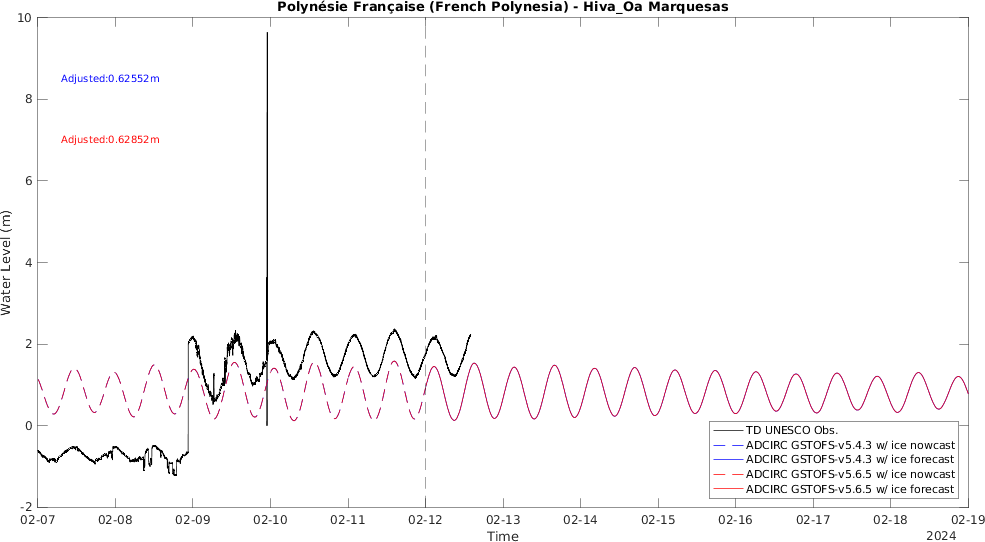 Polynésie Française (French Polynesia) - Hiva_Oa Marquesas
10
8
6
4
2
0
-2
Water Level (m)
Adjusted:0.62552m
Adjusted:0.62852m
TD UNESCO Obs.
ADCIRC GSTOFS-v5.4.3 w/ ice nowcast
ADCIRC GSTOFS-v5.4.3 w/ ice forecast
ADCIRC GSTOFS-v5.6.5 w/ ice nowcast
ADCIRC GSTOFS-v5.6.5 w/ ice forecast
02-07 02-08 02-09 02-10 02-11 02-12 02-13 02-14 02-15 02-16 02-17 02-18 02-19
Time
2024